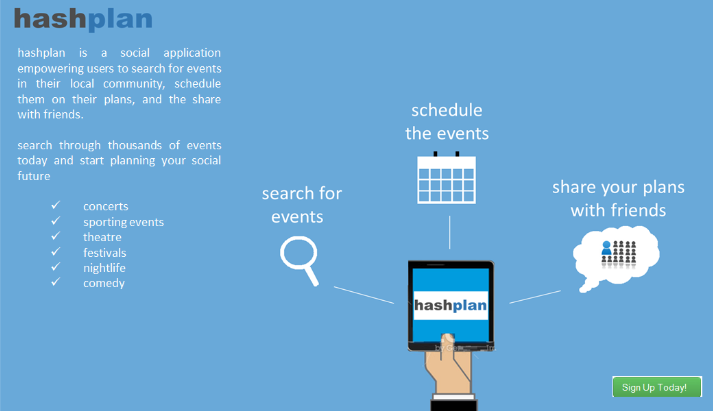 hashplan
hashplan is a social application
empowering users to search for events
in their local community, schedule
them on their plans, and the share
with friends.
search through thousands of events
today and start planning your social
future
✓ concerts
✓ sporting events
✓ theatre
✓ festivals
✓ nightlife
✓ comedy
search for
events
schedule
the events
share your plans
with friends
hashplan
Sign Up Today!